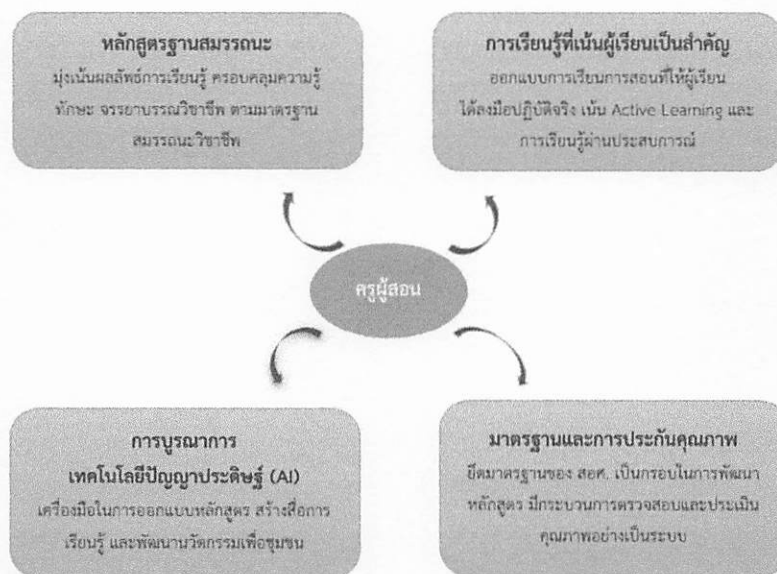 หลักสูตรฐานสมรรถนะ
มุ่งเน้นผลลัพธ์การเรียนรู้ ครอบคลุมความรู้
ทักษะ จรรยาบรรณวิชาชีพ ตามมาตรฐาน
สมรรถนะวิชาชีพ
การเรียนรู้ที่เน้นผู้เรียนเป็นสำคัญ
ออกแบบการเรียนการสอนที่ให้ผู้เรียน
ได้ลงมือปฏิบัติจริง เน้น Active Learning และ
การเรียนรู้ผ่านประสบการณ์
ครูผู้สอน
การบูรณาการ
เทคโนโลยีปัญญาประดิษฐ์ (AI)
เครื่องมือในการออกแบบหลักสูตร สร้างสื่อการ
เรียนรู้ และพัฒนานวัตกรรมเพื่อชุมชน
มาตรฐานและการประกันคุณภาพ
ยึดมาตรฐานของ สอศ. เป็นกรอบในการพัฒนา
หลักสูตร มีกระบวนการตรวจสอบและประเมิน
คุณภาพอย่างเป็นระบบ